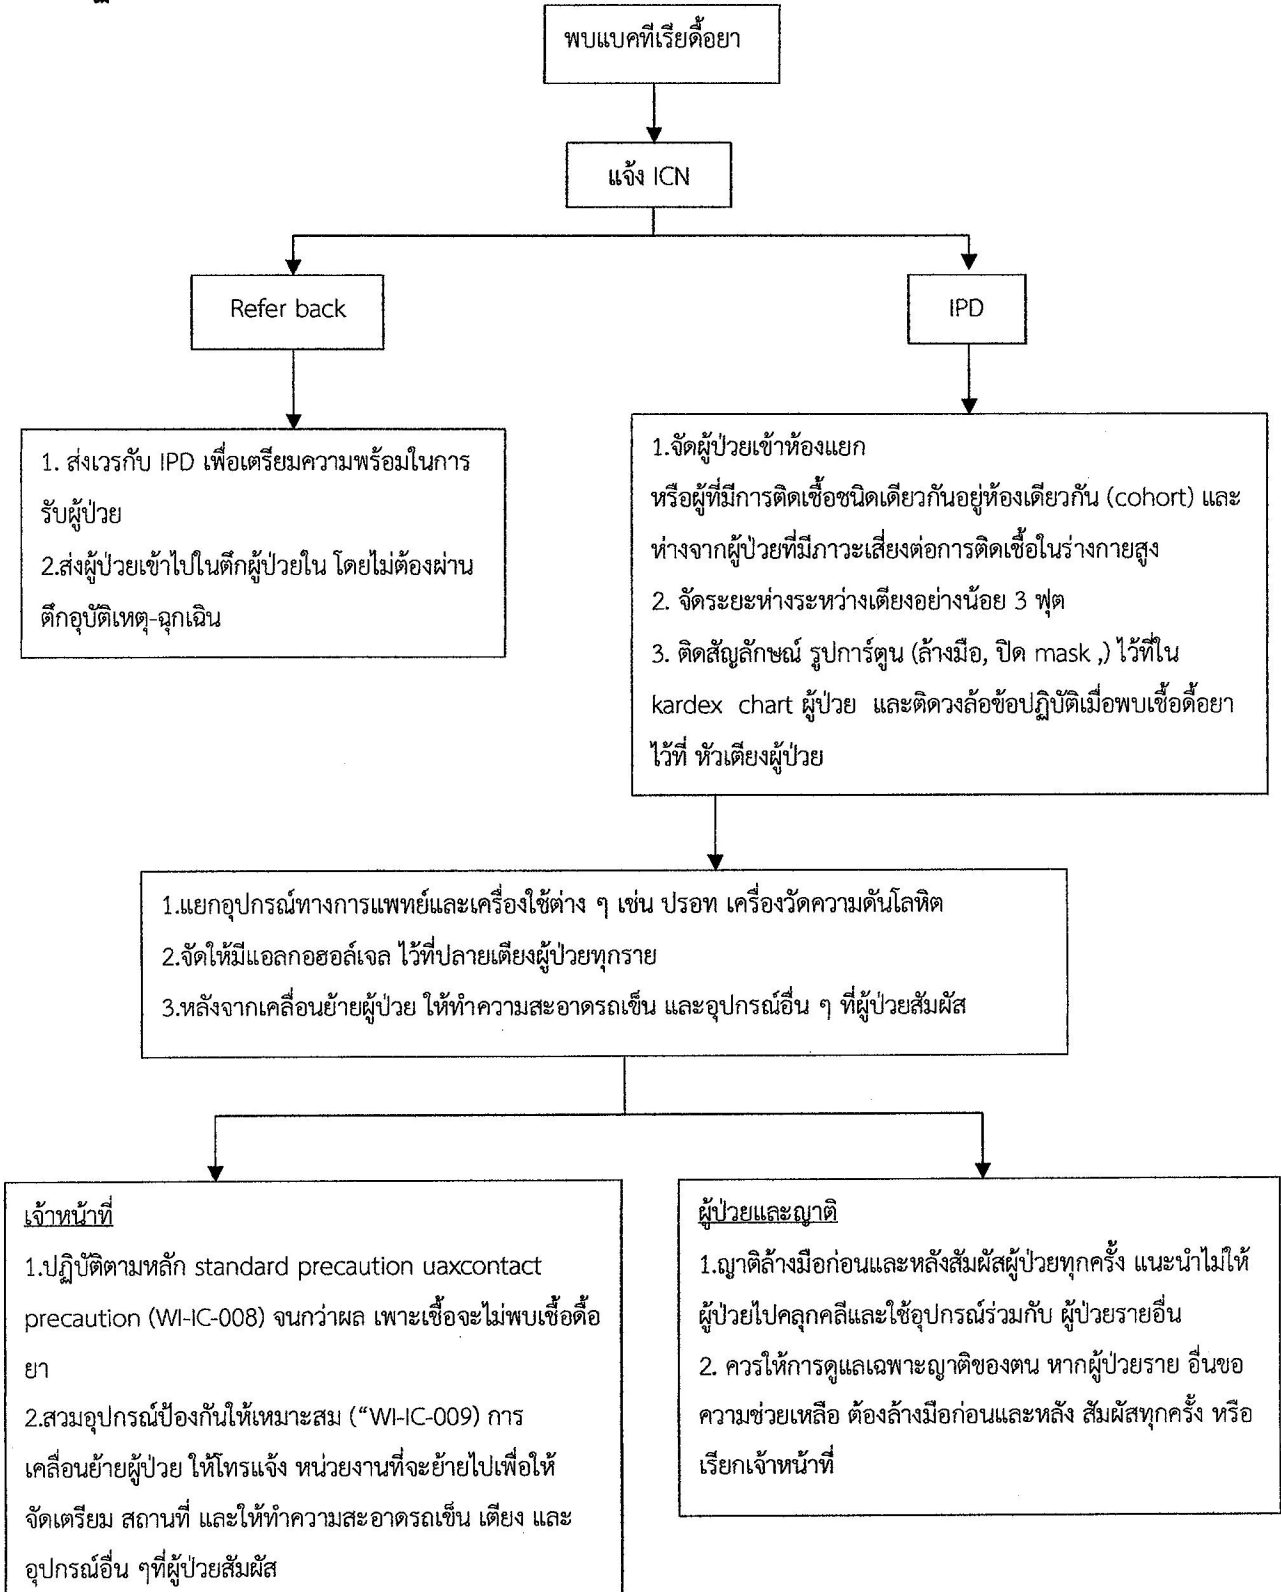 พบแบคทีเรียดื้อยา
แจ้ง ICN
Refer back
IPD
1. ส่งเวรกับ IPD เพื่อเตรียมความพร้อมในการ
รับผู้ป่วย
2.ส่งผู้ป่วยเข้าไปในตึกผู้ป่วยใน โดยไม่ต้องผ่าน
ตึกอุบัติเหตุ-ฉุกเฉิน
1.จัดผู้ป่วยเข้าห้องแยก
หรือผู้ที่มีการติดเชื้อชนิดเดียวกันอยู่ห้องเดียวกัน (cohort) และ
ห่างจากผู้ป่วยที่มีภาวะเสี่ยงต่อการติดเชื้อในร่างกายสูง
2. จัดระยะห่างระหว่างเตียงอย่างน้อย 3 ฟุต
3. ติดสัญลักษณ์ รูปการ์ตูน (ล้างมือ, ปิด mask ,) ไว้ที่ใน
kardex chart ผู้ป่วย และติดวงล้อข้อปฏิบัติเมื่อพบเชื้อดื้อยา
ไว้ที่ หัวเตียงผู้ป่วย
1.แยกอุปกรณ์ทางการแพทย์และเครื่องใช้ต่าง ๆ เช่น ปรอท เครื่องวัดความดันโลหิต
2.จัดให้มีแอลกอฮอล์เจล ไว้ที่ปลายเตียงผู้ป่วยทุกราย
3.หลังจากเคลื่อนย้ายผู้ป่วย ให้ทำความสะอาดรถเข็น และอุปกรณ์อื่น ๆ ที่ผู้ป่วยสัมผัส
เจ้าหน้าที่
1.ปฏิบัติตามหลัก standard precaution uaxcontact
precaution (WI-IC-008) จนกว่าผล เพาะเชื้อจะไม่พบเชื้อดื้อ
ยา
2.สวมอุปกรณ์ป้องกันให้เหมาะสม (“WI-IC-009) การ
เคลื่อนย้ายผู้ป่วย ให้โทรแจ้ง หน่วยงานที่จะย้ายไปเพื่อให้
จัดเตรียม สถานที่ และให้ทำความสะอาดรถเข็น เตียง และ
อุปกรณ์อื่น ๆที่ผู้ป่วยสัมผัส
ผู้ป่วยและญาติ
1.ญาติล้างมือก่อนและหลังสัมผัสผู้ป่วยทุกครั้ง แนะนำไม่ให้
ผู้ป่วยไปคลุกคลีและใช้อุปกรณ์ร่วมกับ ผู้ป่วยรายอื่น
2. ควรให้การดูแลเฉพาะญาติของตน หากผู้ป่วยราย อื่นขอ
ความช่วยเหลือ ต้องล้างมือก่อนและหลัง สัมผัสทุกครั้ง หรือ
เรียกเจ้าหน้าที่